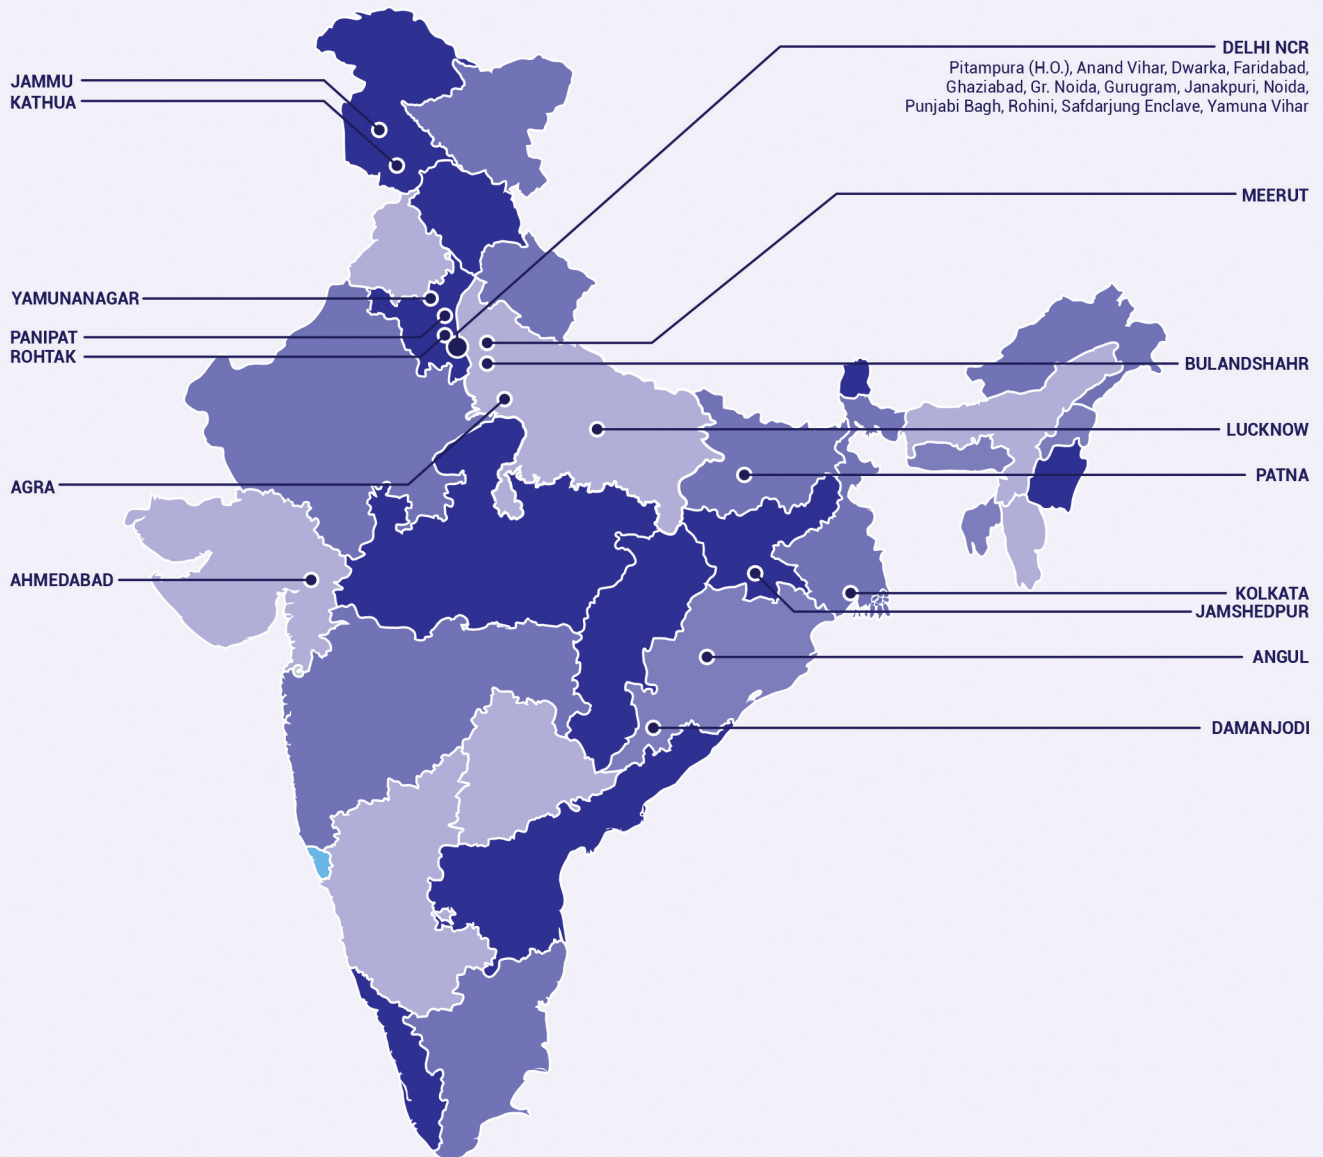 DELHI NCR
Pitampura (H.O.), Anand Vihar, Dwarka, Faridabad,
Ghaziabad, Gr. Noida, Gurugram, Janakpuri, Noida,
Punjabi Bagh, Rohini, Safdarjung Enclave, Yamuna Vihar
JAMMU
KATHUA
MEERUT
YAMUNANAGAR
PANIPAT
ROHTAK
BULANDSHAHR
LUCKNOW
PATNA
AGRA
AHMEDABAD
KOLKATA
JAMSHEDPUR
ANGUL
DAMANJODI